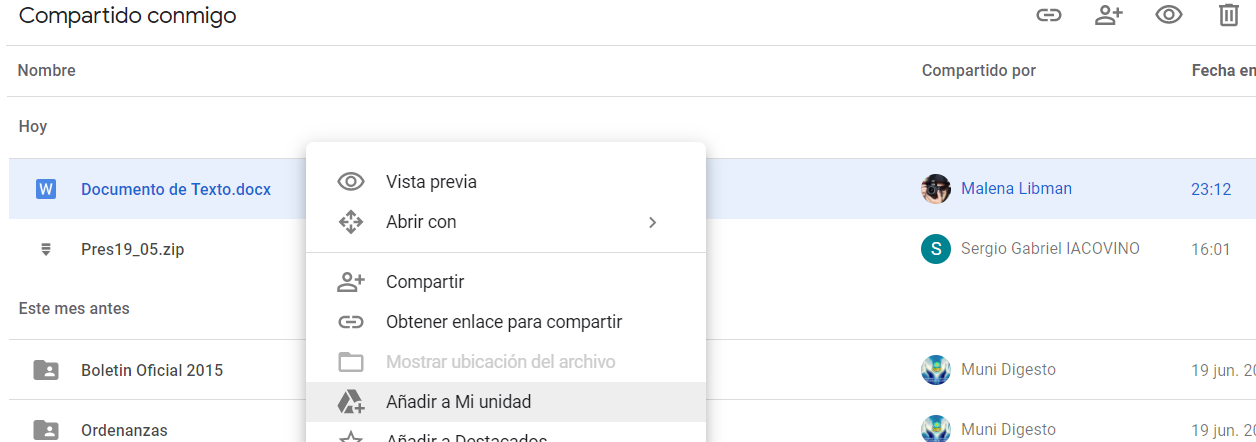 Compartido conmigo
Nombre Compartido por Fecha en
Hoy
W Documento de Texto.docx Malena Libman 23:12
Pres19_05.zip S Sergio Gabriel IACOVINO 16:01
Este mes antes
Boletin Oficial 2015 Muni Digesto 19 jun. 20
Ordenanzas Muni Digesto 19 jun. 20
Vista previa
Abrir con
Compartir
Obtener enlace para compartir
Mostrar ubicación del archivo
Añadir a Mi unidad
Añadir a Destacados